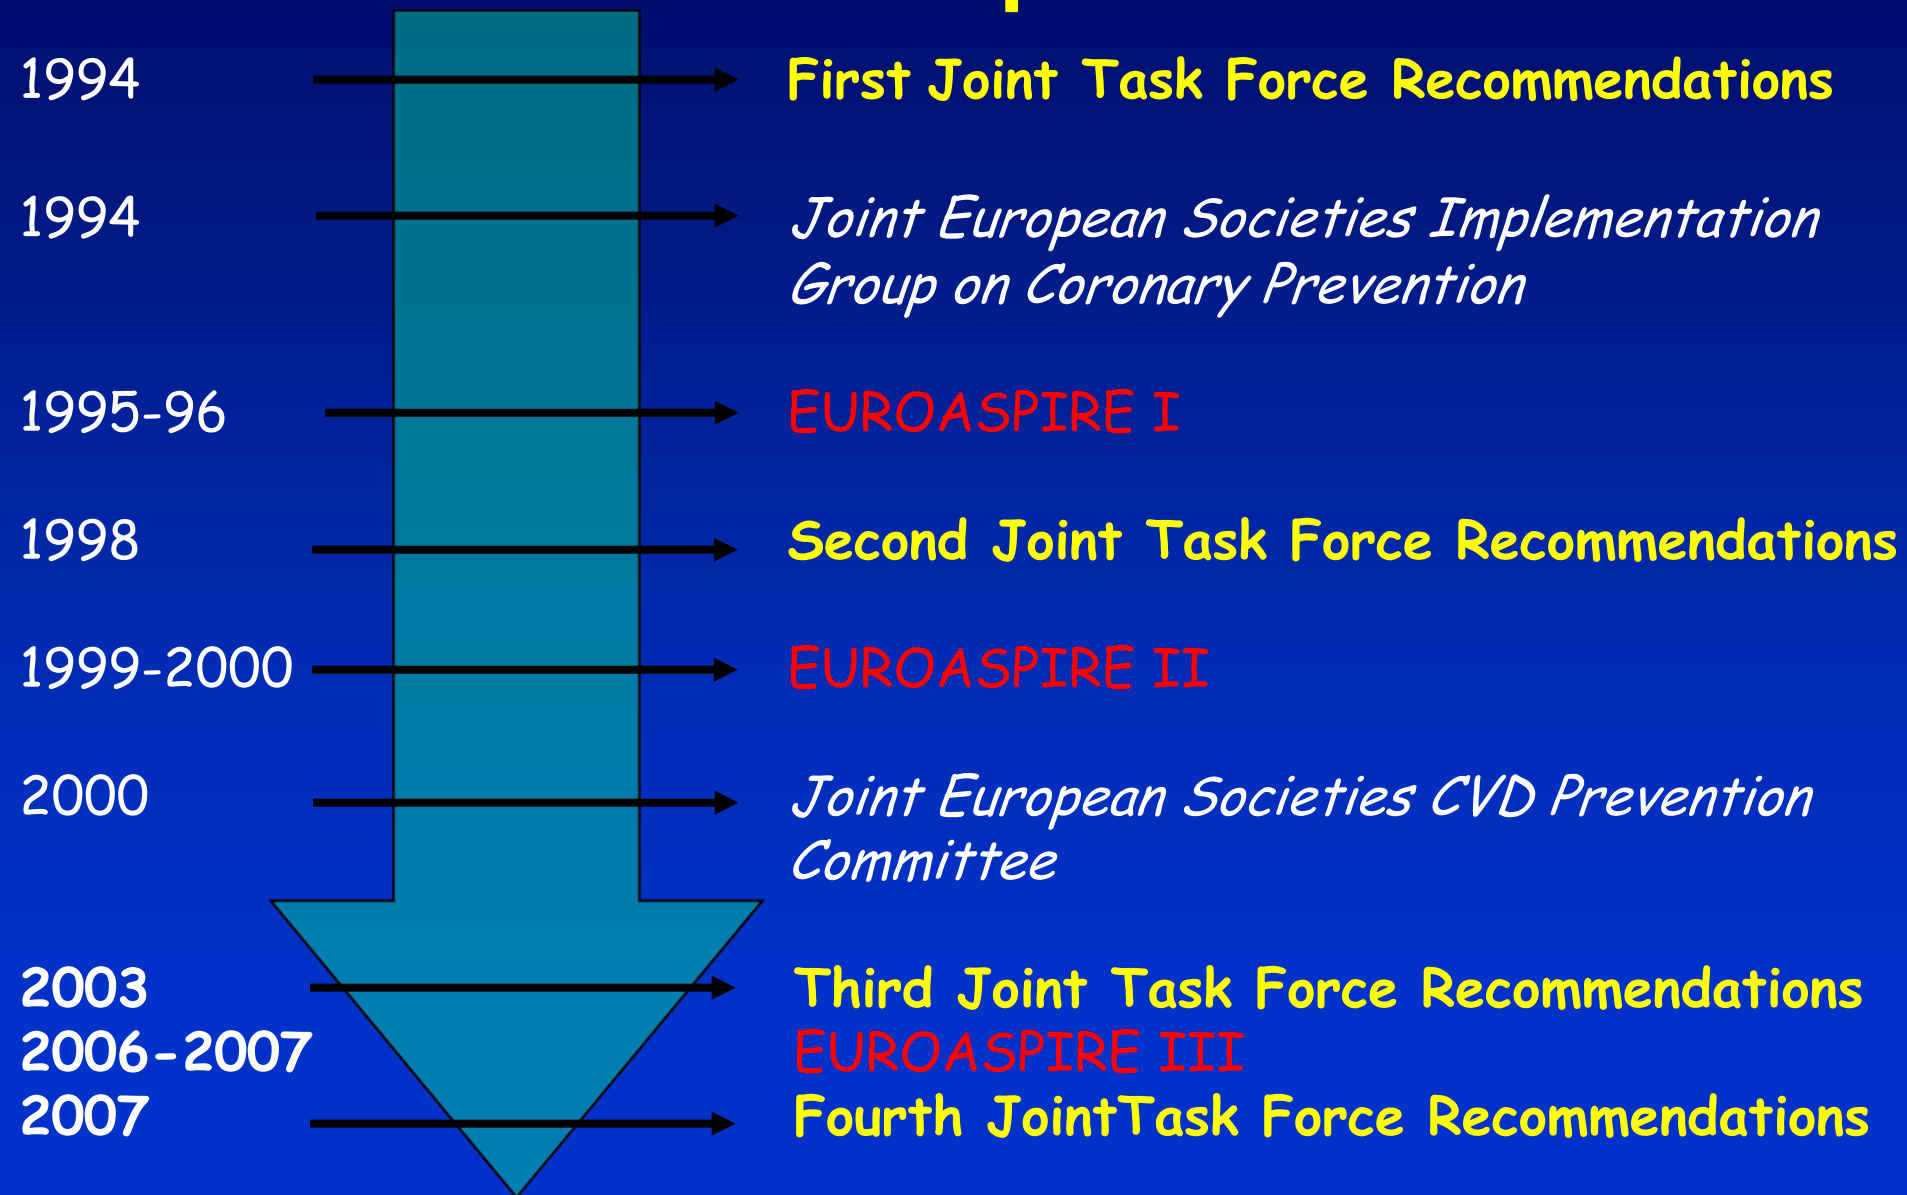 1994 First Joint Task Force Recommendations
1994 Joint European Societies Implementation
Group on Coronary Prevention
1995-96 EUROASPIRE I
1998 Second Joint Task Force Recommendations
1999-2000 EUROASPIRE II
2000 Joint European Societies CVD Prevention
Committee
2003 Third Joint Task Force Recommendations
2006-2007 EUROASPIRE III
2007 Fourth JointTask Force Recommendations